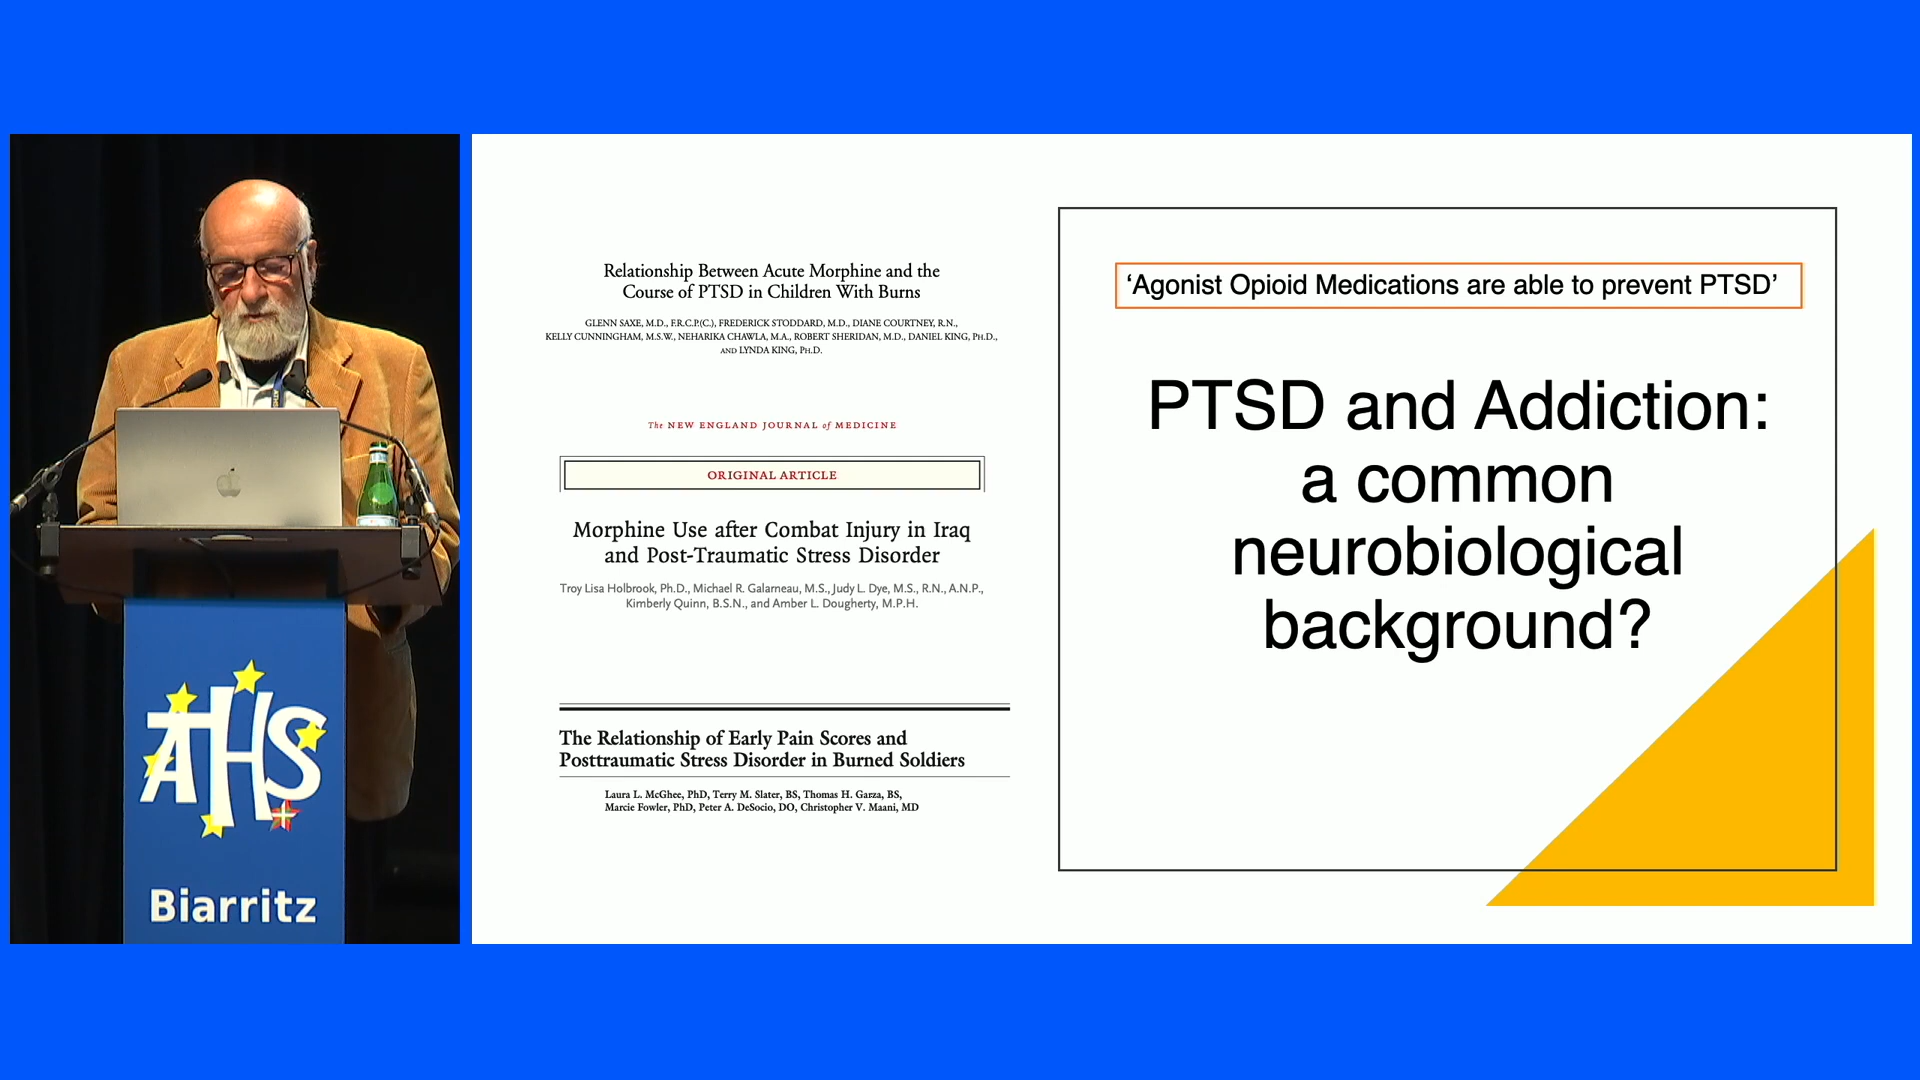 Relationship Between Acute Morphine and the
Course of PTSD in Children With Burns
GLENN SAXE, M.D., F.R.C.P.(C.), FREDERICK STODDARD, M.D., DIANE COURTNEY, R.N.,
KELLY CUNNINGHAM, M.S.W., NEHARIKA CHAWLA, M.A., ROBERT SHERIDAN, M.D., DANIEL KING, PH.D.,
AND LYNDA KING, PH.D.
The NEW ENGLAND JOURNAL of MEDICINE
ORIGINAL ARTICLE
Morphine Use after Combat Injury in Iraq
and Post-Traumatic Stress Disorder
Troy Lisa Holbrook, Ph.D., Michael R. Galarneau, M.S., Judy L. Dye, M.S., R.N., A.N.P.,
Kimberly Quinn, B.S.N., and Amber L. Dougherty, M.P.H.
The Relationship of Early Pain Scores and
Posttraumatic Stress Disorder in Burned Soldiers
Laura L. McGhee, PhD, Terry M. Slater, BS, Thomas H. Garza, BS,
Marcie Fowler, PhD, Peter A. DeSocio, DO, Christopher V. Maani, MD
‘Agonist Opioid Medications are able to prevent PTSD’
PTSD and Addiction:
a common
neurobiological
background?
ATHS
Biarritz